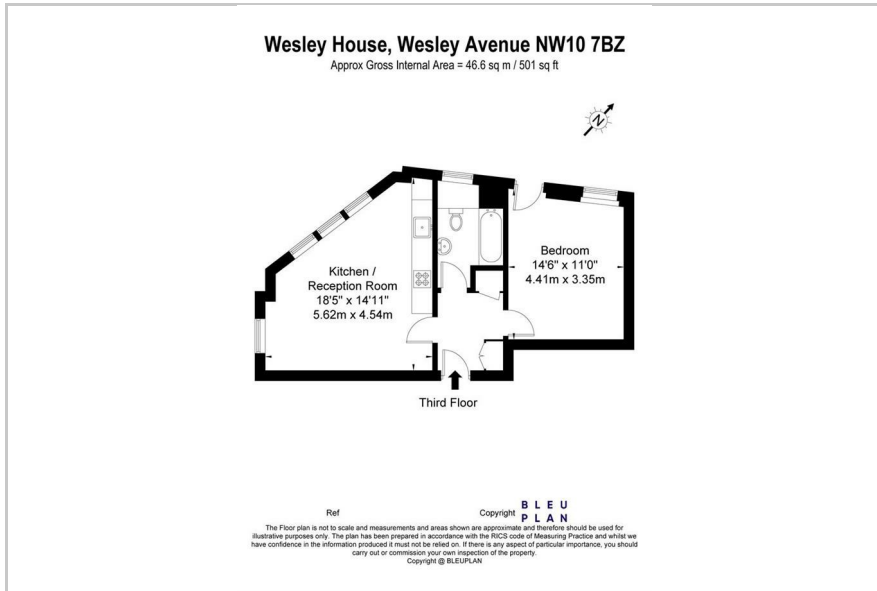 Wesley House, Wesley Avenue NW10 7BZ
Approx Gross Internal Area = 46.6 sq m / 501 sq ft
N
Kitchen /
Reception Room
18'5" x 14'11"
5.62m x 4.54m
Bedroom
14'6" x 11'0"
4.41m x 3.35m
Third Floor
Ref
Copyright
BLEU
PLAN
The Floor plan is not to scale and measurements and areas shown are approximate and therefore should be used for
illustrative purposes only. The plan has been prepared in accordance with the RICS code of Measuring Practice and whilst we
have confidence in the information produced it must not be relied on. If there is any aspect of particular importance, you should
carry out or commission your own inspection of the property.
Copyright @ BLEUPLAN